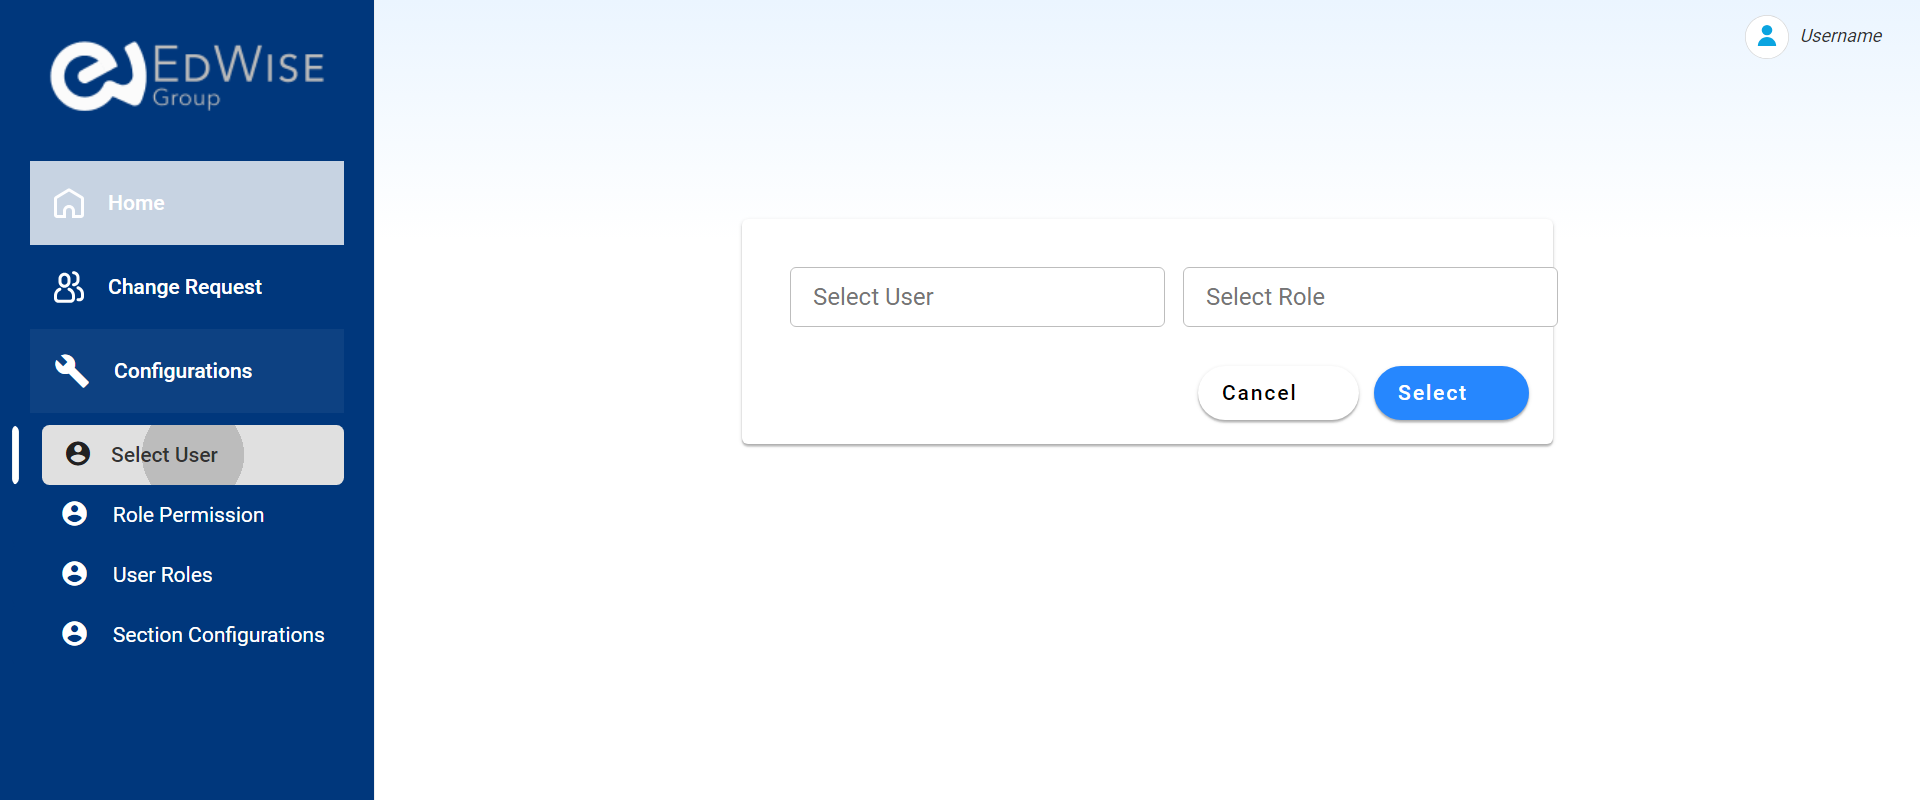 EDWISE
Group
Username
Home
Change Request
Configurations
Select User
Role Permission
User Roles
Section Configurations
Select User
Select Role
Cancel
Select